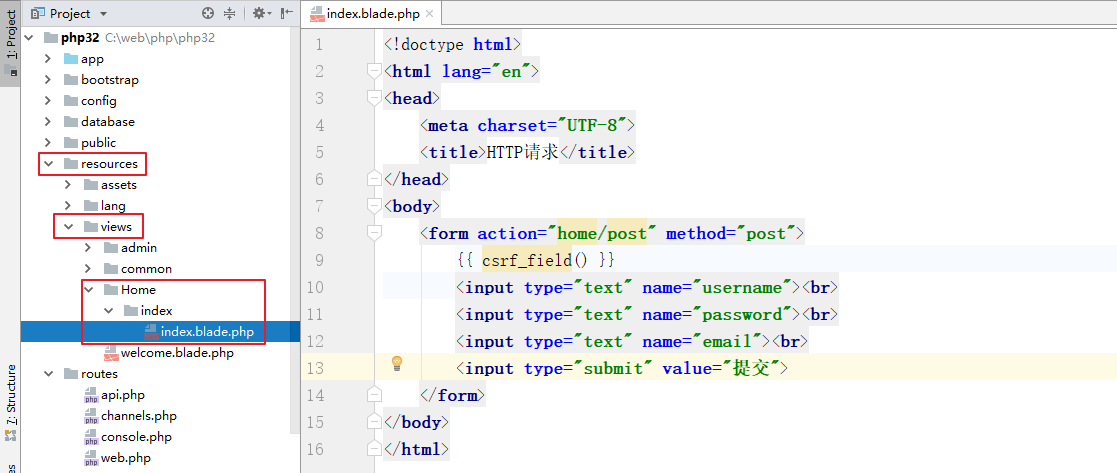 1: Project
Project
index.blade.php
php32 C:\web\php\php32
app
bootstrap
config
database
public
resources
assets
lang
views
admin
common
Home
index
index.blade.php
welcome.blade.php
routes
php api.php
php channels.php
php console.php
php web.php
7: Structure
1 <!doctype html>
2 <html lang="en">
3 <head>
4 <meta charset="UTF-8">
5 <title>HTTP请求</title>
6 </head>
7 <body>
8 <form action="home/post" method="post">
9 {{ csrf_field() }}
10 <input type="text" name="username"><br>
11 <input type="text" name="password"><br>
12 <input type="text" name="email"><br>
13 <input type="submit" value="提交">
14 </form>
15 </body>
16 </html>